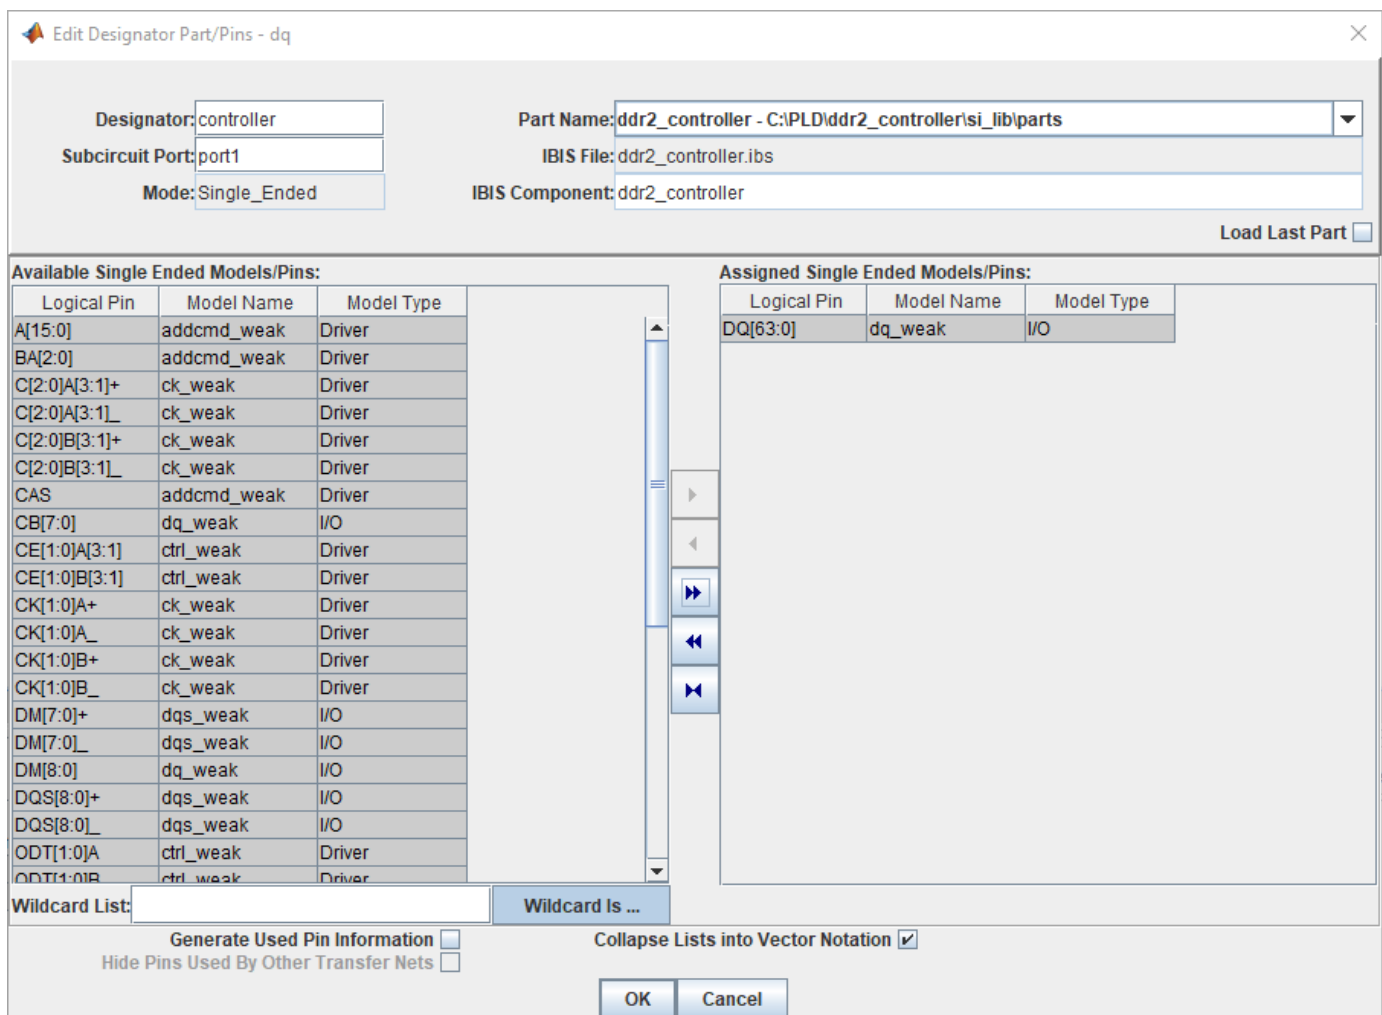 Edit Designator Part/Pins - dq
Designator: controller Part Name: ddr2_controller - C:\PLD\ddr2_controller\si_lib\parts
Subcircuit Port: port1 IBIS File: ddr2_controller.ibs
Mode: Single_Ended IBIS Component: ddr2_controller
Load Last Part
Available Single Ended Models/Pins: Assigned Single Ended Models/Pins:
Logical Pin Model Name Model Type Logical Pin Model Name Model Type
A[15:0] addcmd_weak Driver DQ[63:0] dq_weak I/O
BA[2:0] addcmd_weak Driver
C[2:0]A[3:1]+ ck_weak Driver
C[2:0]A[3:1]_ ck_weak Driver
C[2:0]B[3:1]+ ck_weak Driver
C[2:0]B[3:1]_ ck_weak Driver
CAS addcmd_weak Driver
CB[7:0] dq_weak I/O
CE[1:0]A[3:1] ctrl_weak Driver
CE[1:0]B[3:1] ctrl_weak Driver
CK[1:0]A+ ck_weak Driver
CK[1:0]A_ ck_weak Driver
CK[1:0]B+ ck_weak Driver
CK[1:0]B_ ck_weak Driver
DM[7:0]+ dqs_weak I/O
DM[7:0]_ dqs_weak I/O
DM[8:0] dq_weak I/O
DQS[8:0]+ dqs_weak I/O
DQS[8:0]_ dqs_weak I/O
ODT[1:0]A ctrl_weak Driver
ODT[1:0]B ctrl_weak Driver
Wildcard List: Wildcard Is ...
Generate Used Pin Information Collapse Lists into Vector Notation
Hide Pins Used By Other Transfer Nets
OK Cancel